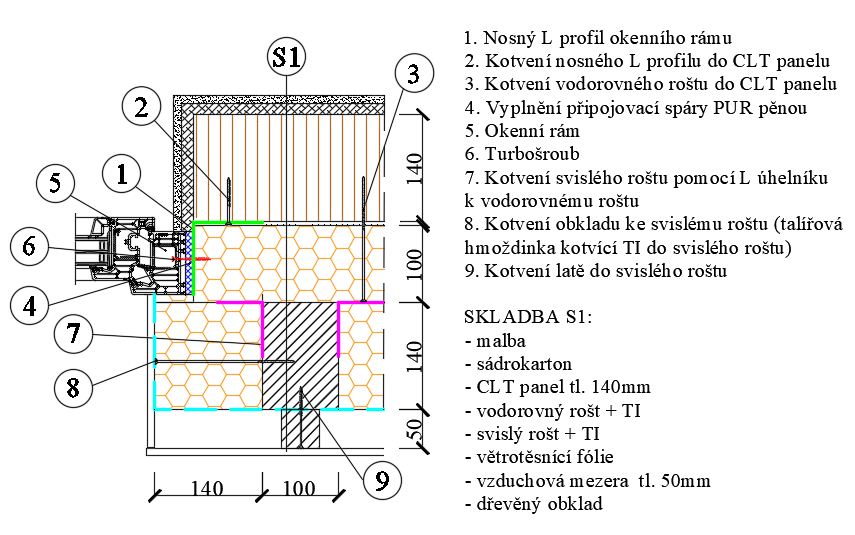 S1
1. Nosný L profil okenního rámu
2. Kotvení nosného L profilu do CLT panelu
3. Kotvení vodorovného roštu do CLT panelu
4. Vyplnění připojovací spáry PUR pěnou
5. Okenní rám
6. Turbošroub
7. Kotvení svislého roštu pomocí L úhelníku
k vodorovnému roštu
8. Kotvení obkladu ke svislému roštu (talířová
hmoždinka kotvící TI do svislého roštu)
9. Kotvení latě do svislého roštu
SKLADBA S1:
- malba
- sádrokarton
- CLT panel tl. 140mm
- vodorovný rošt + TI
- svislý rošt + TI
- větrotěsnící fólie
- vzduchová mezera tl. 50mm
- dřevěný obklad
3
2
1
5
6
4
7
8
9
140
100
140
50
140
100